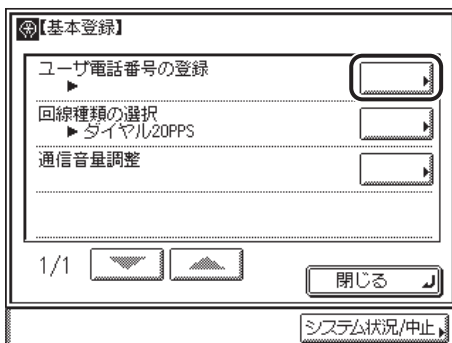 【基本登録】
ユーザ電話番号の登録
▶
回線種類の選択
▶ ダイヤル20PPS
通信音量調整
1/1
閉じる
システム状況/中止